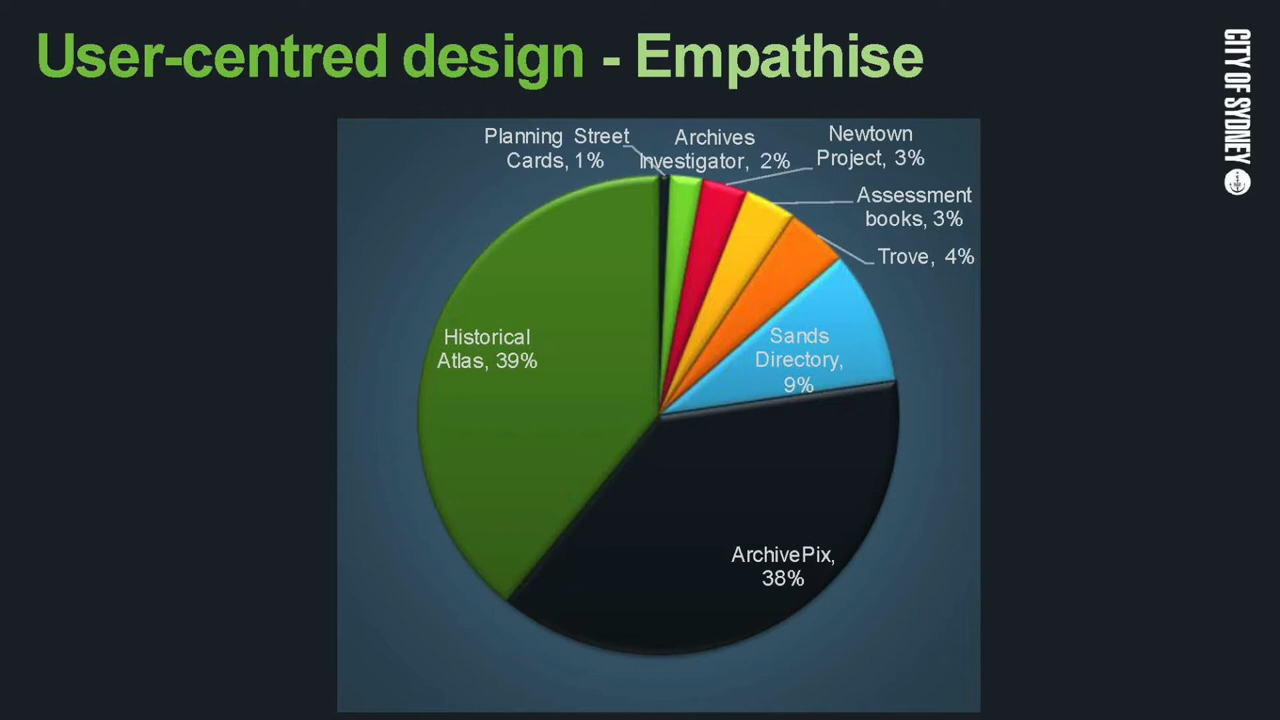 User-centred design - Empathise
CITY OF SYDNEY
Planning Street
Cards, 1%
Archives
Investigator, 2%
Newtown
Project, 3%
Assessment
books, 3%
Trove, 4%
Sands
Directory,
9%
Historical
Atlas, 39%
ArchivePix,
38%